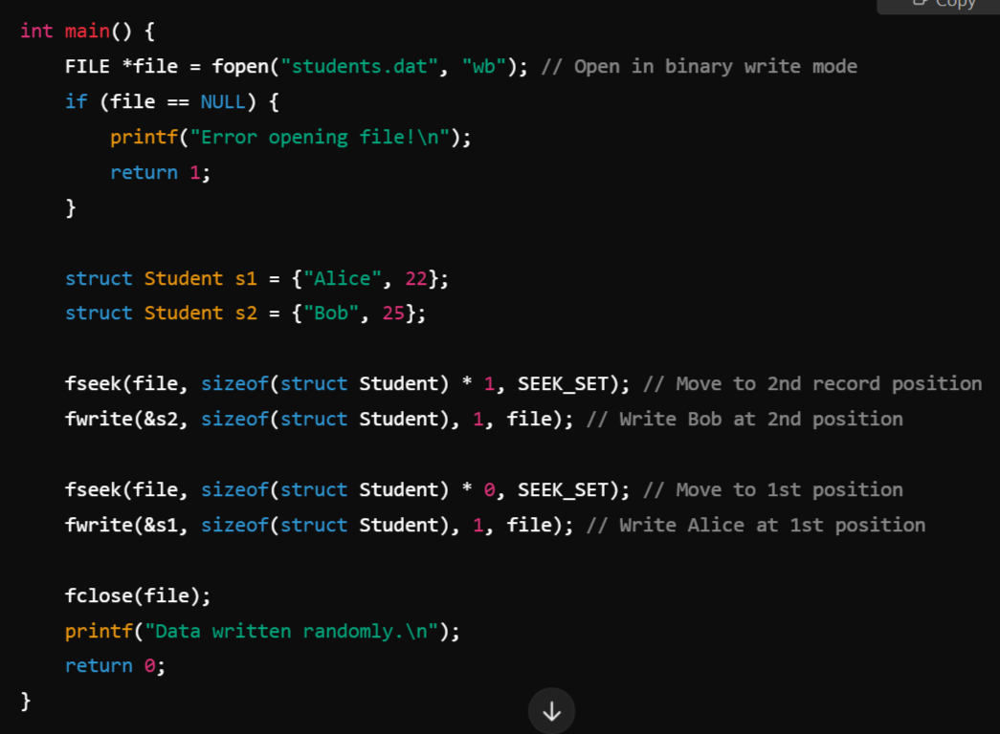 Copy
int main() {
    FILE *file = fopen("students.dat", "wb"); // Open in binary write mode
    if (file == NULL) {
        printf("Error opening file!\n");
        return 1;
    }
    struct Student s1 = {"Alice", 22};
    struct Student s2 = {"Bob", 25};
    fseek(file, sizeof(struct Student) * 1, SEEK_SET); // Move to 2nd record position
    fwrite(&s2, sizeof(struct Student), 1, file); // Write Bob at 2nd position
    fseek(file, sizeof(struct Student) * 0, SEEK_SET); // Move to 1st position
    fwrite(&s1, sizeof(struct Student), 1, file); // Write Alice at 1st position
    fclose(file);
    printf("Data written randomly.\n");
    return 0;
}